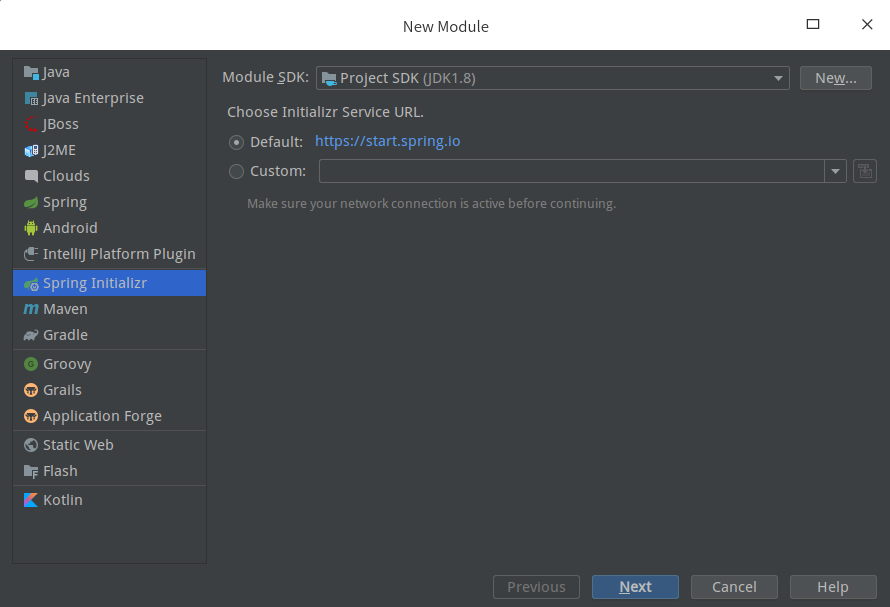 New Module
Java
Java Enterprise
JBoss
J2ME
Clouds
Spring
Android
IntelliJ Platform Plugin
Spring Initializr
Maven
Gradle
Groovy
Grails
Application Forge
Static Web
Flash
Kotlin
Module SDK: Project SDK (JDK1.8) New...
Choose Initializr Service URL.
Default: https://start.spring.io
Custom:
Make sure your network connection is active before continuing.
Previous Next Cancel Help